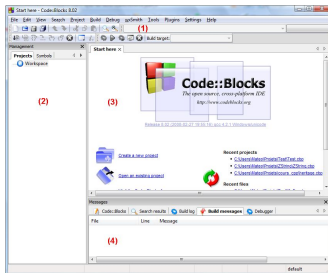 Start here - Code::Blocks 8.02
File Edit View Search Project Build Debug wxSmith Tools Plugins Settings Help
(1)
Build target:
Management
Projects Symbols
Workspace
(2)
Start here
(3)
Code::Blocks
The open source, cross-platform IDE
http://www.codeblocks.org
Create a new project
Open an existing project
Recent projects
Recent files
Messages
Code::Blocks Search results Build log Build messages Debugger
File Line Message
(4)
default